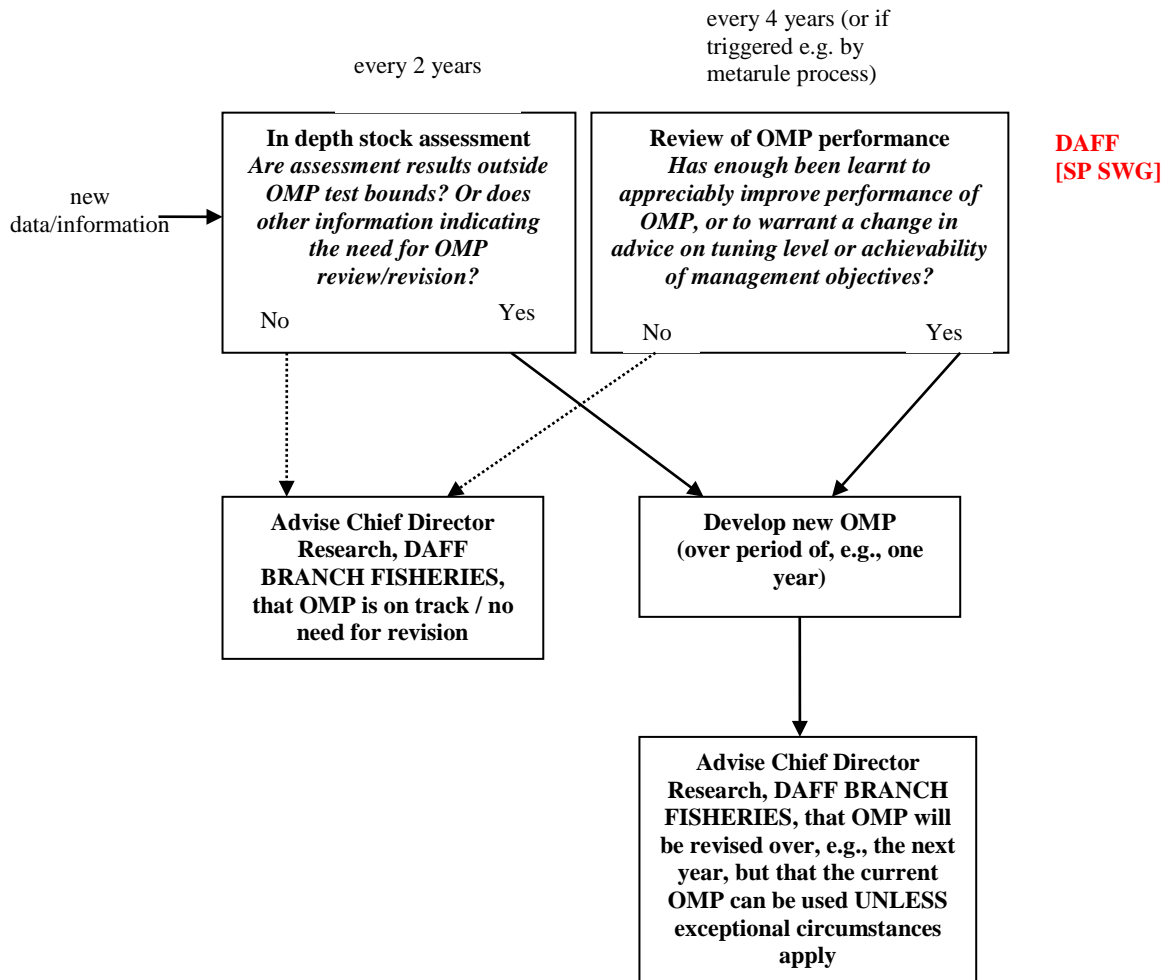 every 2 years
every 4 years (or if
triggered e.g. by
metarule process)
new
data/information
In depth stock assessment
Are assessment results outside
OMP test bounds? Or does
other information indicating
the need for OMP
review/revision?
No
Yes
Review of OMP performance
Has enough been learnt to
appreciably improve performance of
OMP, or to warrant a change in
advice on tuning level or achievability
of management objectives?
No
Yes
DAFF
[SP SWG]
Advise Chief Director
Research, DAFF
BRANCH FISHERIES,
that OMP is on track / no
need for revision
Develop new OMP
(over period of, e.g., one
year)
Advise Chief Director
Research, DAFF BRANCH
FISHERIES, that OMP will
be revised over, e.g., the next
year, but that the current
OMP can be used UNLESS
exceptional circumstances
apply